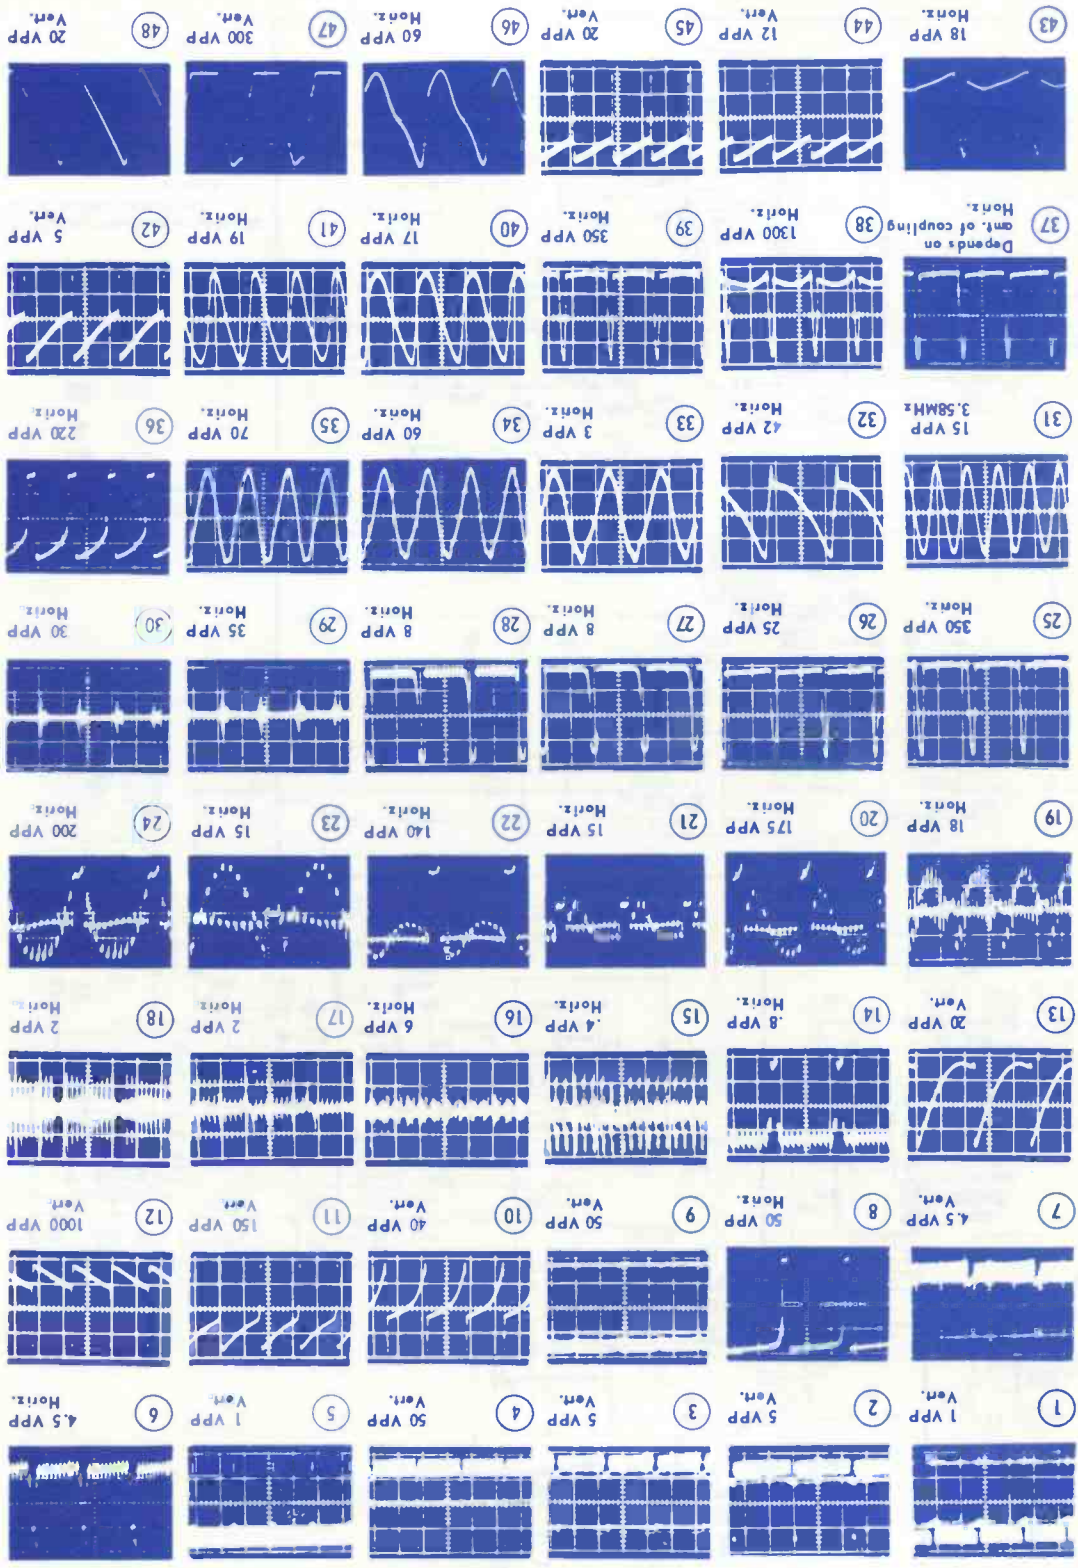 1 1 VPP
Vert.
2 5 VPP
Vert.
3 5 VPP
Vert.
4 50 VPP
Vert.
5 1 VPP
Vert.
6 4.5 VPP
Horiz.
7 4.5 VPP
Vert.
8 50 VPP
Horiz.
9 50 VPP
Vert.
10 40 VPP
Vert.
11 150 VPP
Vert.
12 1000 VPP
Vert.
13 20 VPP
Vert.
14 .8 VPP
Horiz.
15 .4 VPP
Horiz.
16 6 VPP
Horiz.
17 2 VPP
Horiz.
18 2 VPP
Horiz.
19 18 VPP
Horiz.
20 175 VPP
Horiz.
21 15 VPP
Horiz.
22 140 VPP
Horiz.
23 15 VPP
Horiz.
24 200 VPP
Horiz.
25 350 VPP
Horiz.
26 25 VPP
Horiz.
27 8 VPP
Horiz.
28 8 VPP
Horiz.
29 35 VPP
Horiz.
30 30 VPP
Horiz.
31 15 VPP
3.58MHz
32 42 VPP
Horiz.
33 3 VPP
Horiz.
34 60 VPP
Horiz.
35 70 VPP
Horiz.
36 220 VPP
Horiz.
37 Depends on
amt. of coupling
Horiz.
38 1300 VPP
Horiz.
39 350 VPP
Horiz.
40 17 VPP
Horiz.
41 19 VPP
Horiz.
42 5 VPP
Vert.
43 18 VPP
Horiz.
44 12 VPP
Vert.
45 20 VPP
Vert.
46 60 VPP
Horiz.
47 300 VPP
Horiz.
48 20 VPP
Vert.